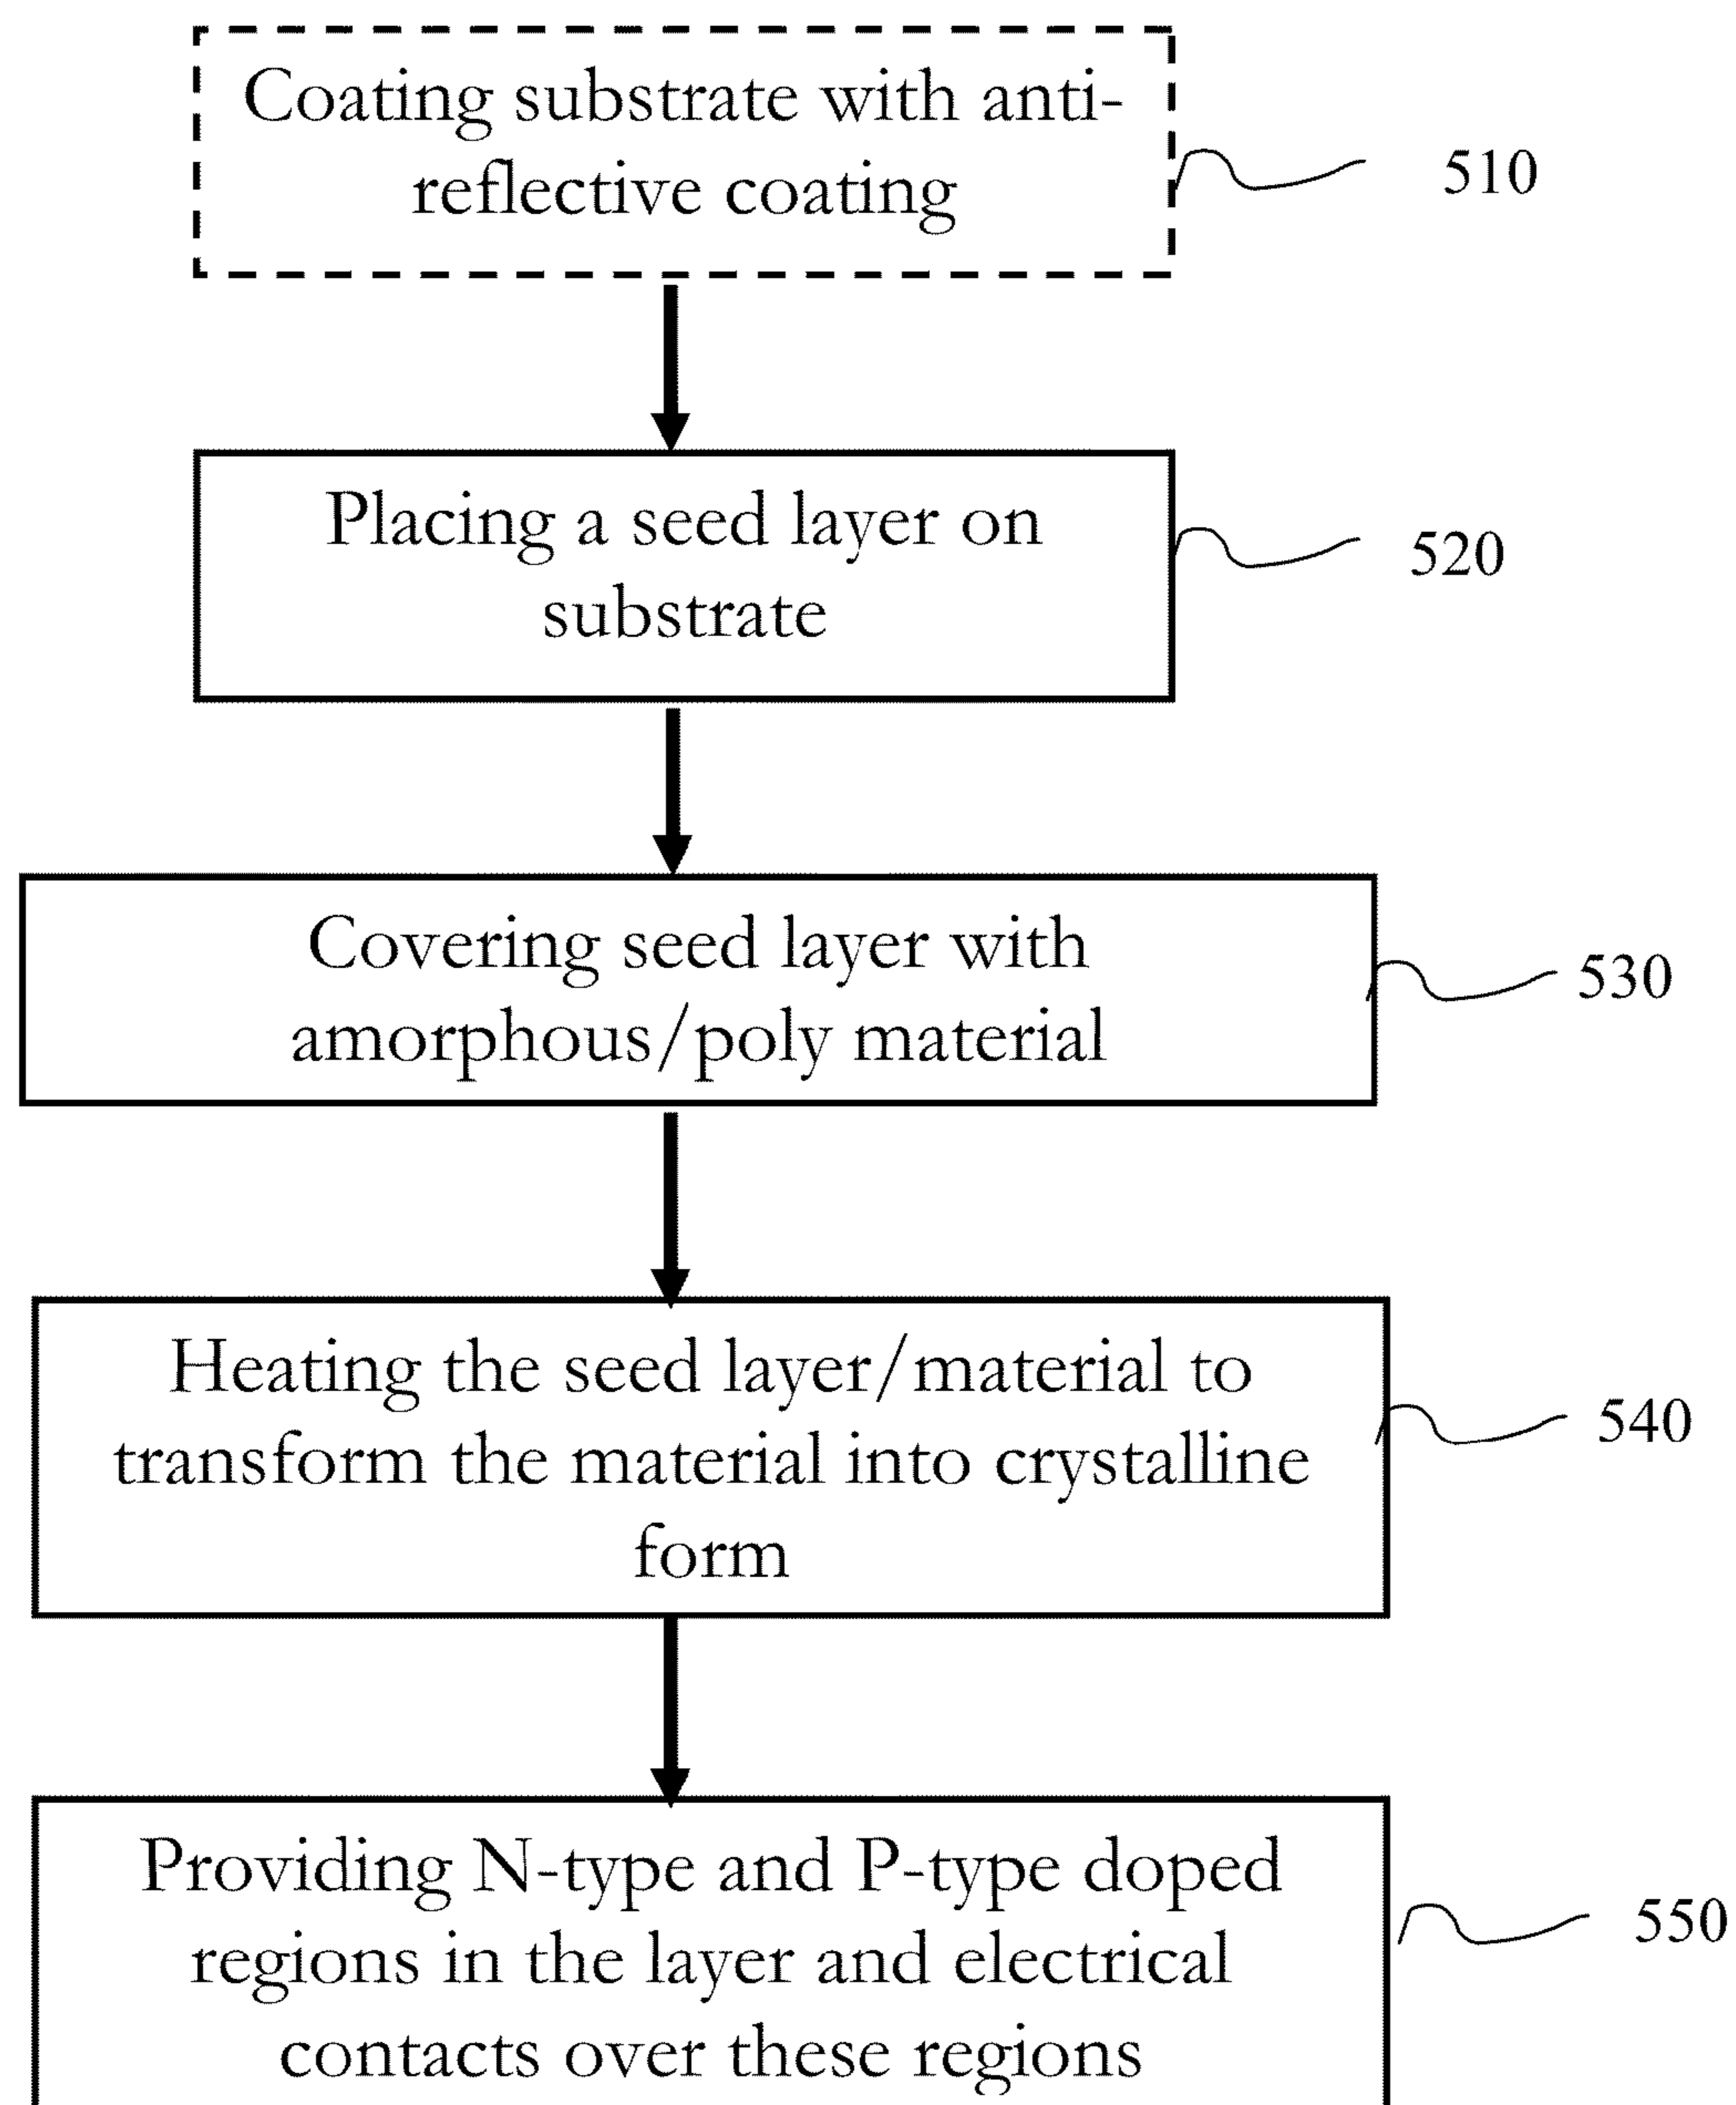 Coating substrate with anti-
reflective coating
510
Placing a seed layer on
substrate
520
Covering seed layer with
amorphous/poly material
530
Heating the seed layer/material to
transform the material into crystalline
form
540
Providing N-type and P-type doped
regions in the layer and electrical
contacts over these regions
550